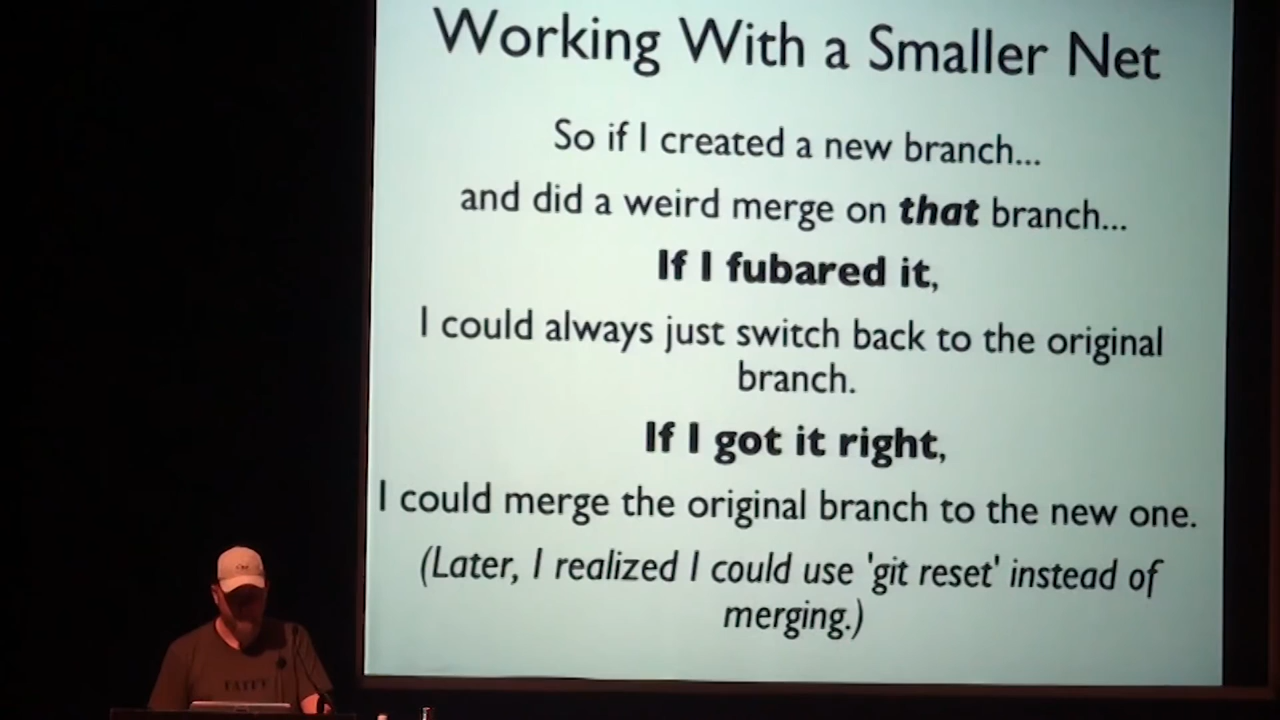 Working With a Smaller Net
So if I created a new branch...
and did a weird merge on that branch...
If I fubared it,
I could always just switch back to the original
branch.
If I got it right,
I could merge the original branch to the new one.
(Later, I realized I could use 'git reset' instead of
merging.)